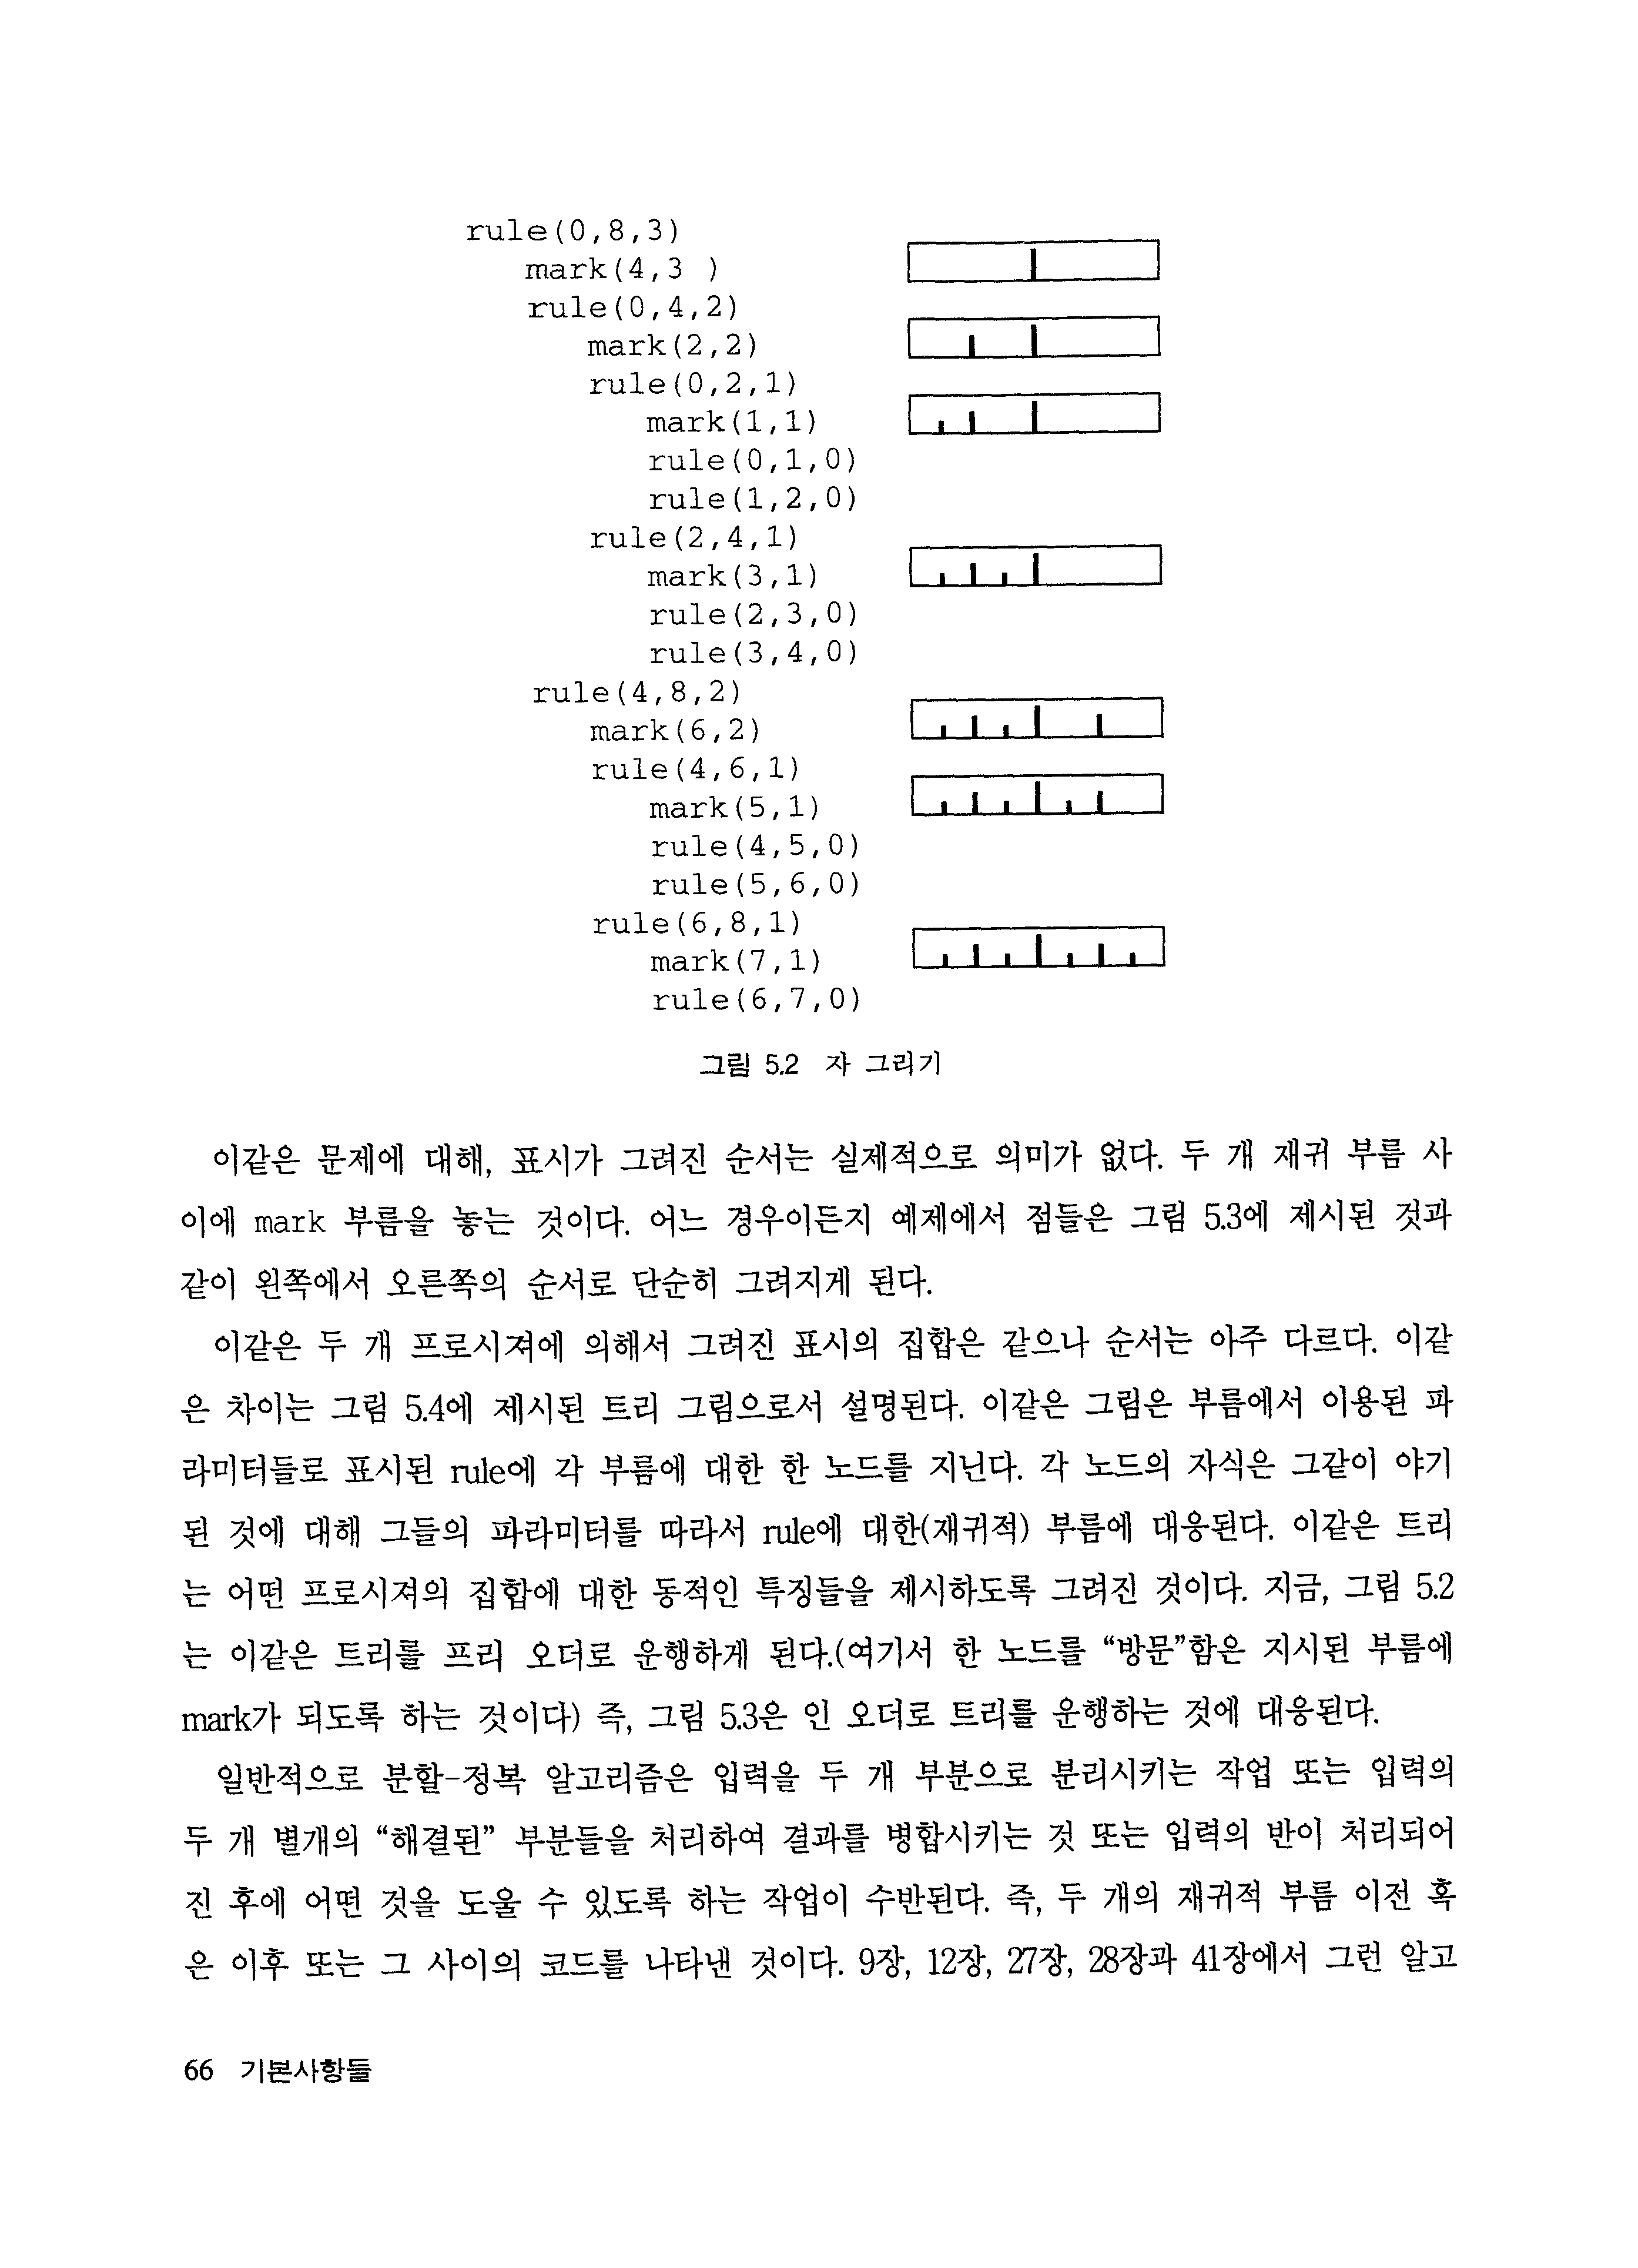 rule(0,8,3)
mark(4,3 )
rule(0,4,2)
mark(2,2)
rule(0,2,1)
mark(1,1)
rule(0,1,0)
rule(1,2,0)
rule(2,4,1)
mark(3,1)
rule(2,3,0)
rule(3,4,0)
rule(4,8,2)
mark(6,2)
rule(4,6,1)
mark(5,1)
rule(4,5,0)
rule(5,6,0)
rule(6,8,1)
mark(7,1)
rule(6,7,0)
그림 5.2 자 그리기
이같은 문제에 대해, 표시가 그려진 순서는 실제적으로 의미가 없다. 두 개 재귀 부름 사
이에 mark 부름을 놓는 것이다. 어느 경우이든지 예제에서 점들은 그림 5.3에 제시된 것과
같이 왼쪽에서 오른쪽의 순서로 단순히 그려지게 된다.
이같은 두 개 프로시져에 의해서 그려진 표시의 집합은 같으나 순서는 아주 다르다. 이같
은 차이는 그림 5.4에 제시된 트리 그림으로서 설명된다. 이같은 그림은 부름에서 이용된 파
라미터들로 표시된 rule에 각 부름에 대한 한 노드를 지닌다. 각 노드의 자식은 그같이 야기
된 것에 대해 그들의 파라미터를 따라서 rule에 대한(재귀적) 부름에 대응된다. 이같은 트리
는 어떤 프로시져의 집합에 대한 동적인 특징들을 제시하도록 그려진 것이다. 지금, 그림 5.2
는 이같은 트리를 프리 오더로 운행하게 된다.(여기서 한 노드를 “방문”함은 지시된 부름에
mark가 되도록 하는 것이다) 즉, 그림 5.3은 인 오더로 트리를 운행하는 것에 대응된다.
일반적으로 분할-정복 알고리즘은 입력을 두 개 부분으로 분리시키는 작업 또는 입력의
두 개 별개의 “해결된” 부분들을 처리하여 결과를 병합시키는 것 또는 입력의 반이 처리되어
진 후에 어떤 것을 도울 수 있도록 하는 작업이 수반된다. 즉, 두 개의 재귀적 부름 이전 혹
은 이후 또는 그 사이의 코드를 나타낸 것이다. 9장, 12장, 27장, 28장과 41장에서 그런 알고
66 기본사항들